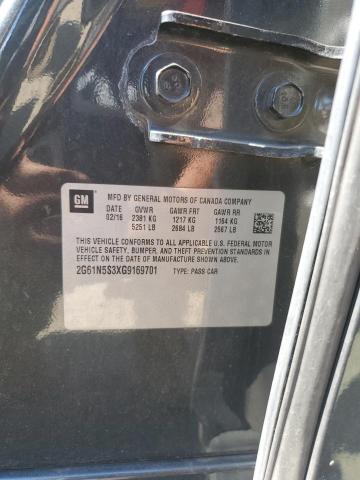 GM
MFD BY GENERAL MOTORS OF CANADA COMPANY
DATE GVWR GAWR FRT GAWR RR
02/16 2381 KG 1217 KG 1164 KG
5251 LB 2684 LB 2567 LB
THIS VEHICLE CONFORMS TO ALL APPLICABLE U.S. FEDERAL MOTOR
VEHICLE SAFETY, BUMPER, AND THEFT PREVENTION STANDARDS IN
EFFECT ON THE DATE OF MANUFACTURE SHOWN ABOVE.
2G61N5S3XG9169701 TYPE: PASS CAR